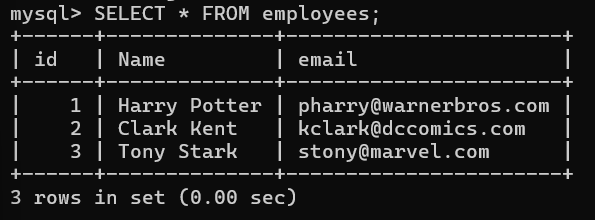 mysql> SELECT * FROM employees;
+------+--------------+-----------------------+
| id   | Name         | email                 |
+------+--------------+-----------------------+
|    1 | Harry Potter | pharry@warnerbros.com |
|    2 | Clark Kent   | kclark@dccomics.com   |
|    3 | Tony Stark   | stony@marvel.com      |
+------+--------------+-----------------------+
3 rows in set (0.00 sec)